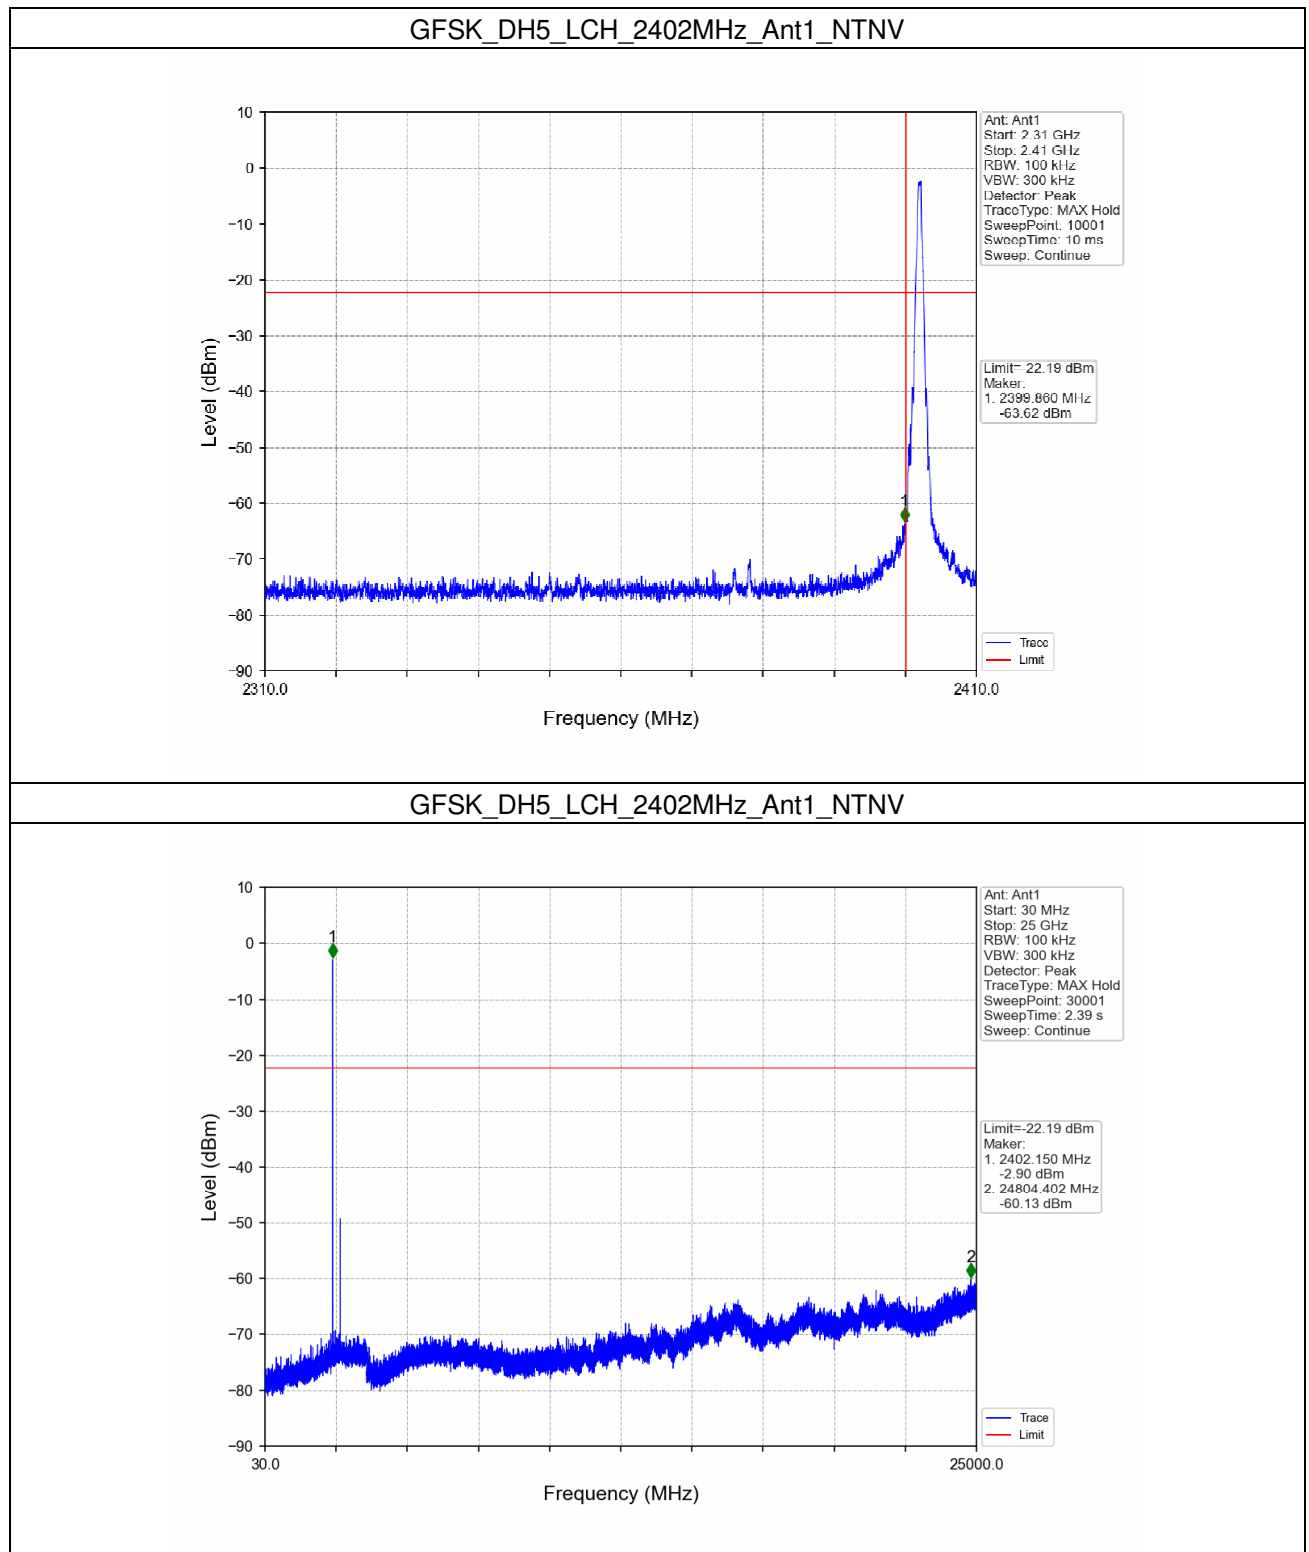 GFSK_DH5_LCH_2402MHz_Ant1_NTNV
10
0
−10
−20
−30
−40
−50
−60
−70
−80
−90
Level (dBm)
1
2310.0
2410.0
Frequency (MHz)
Ant: Ant1
Start: 2.31 GHz
Stop: 2.41 GHz
RBW: 100 kHz
VBW: 300 kHz
Detector: Peak
TraceType: MAX Hold
SweepPoint: 10001
SweepTime: 10 ms
Sweep: Continue
Limit=-22.19 dBm
Maker:
1. 2399.860 MHz
-63.62 dBm
Trace
Limit
GFSK_DH5_LCH_2402MHz_Ant1_NTNV
10
0
−10
−20
−30
−40
−50
−60
−70
−80
−90
Level (dBm)
1
2
30.0
25000.0
Frequency (MHz)
Ant: Ant1
Start: 30 MHz
Stop: 25 GHz
RBW: 100 kHz
VBW: 300 kHz
Detector: Peak
TraceType: MAX Hold
SweepPoint: 30001
SweepTime: 2.39 s
Sweep: Continue
Limit=-22.19 dBm
Maker:
1. 2402.150 MHz
-2.90 dBm
2. 24804.402 MHz
-60.13 dBm
Trace
Limit